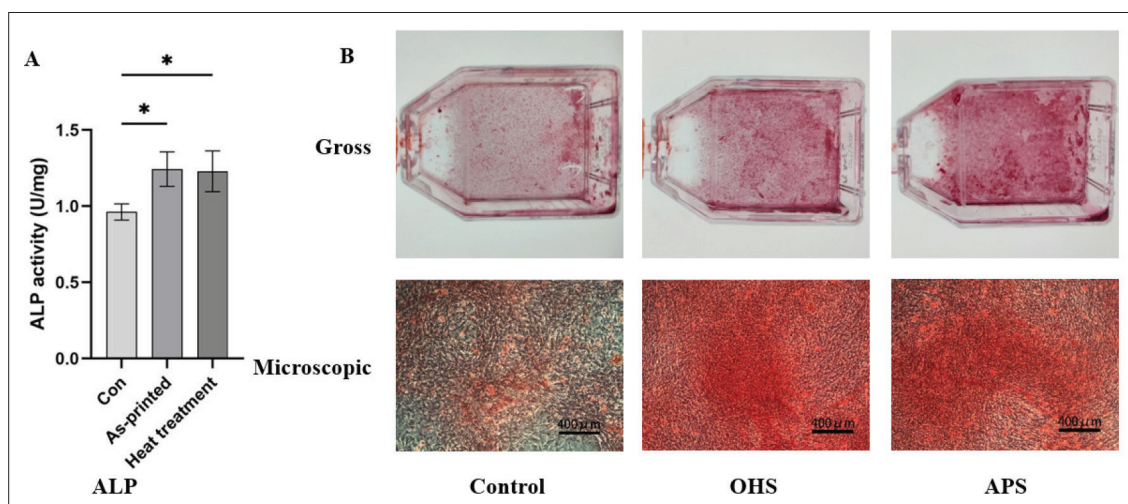 A
*
*
ALP activity (U/mg)
1.5
1.0
0.5
0.0
Con
As-printed
Heat treatment
ALP
B
Gross
Microscopic
400μm
400μm
400μm
Control
OHS
APS